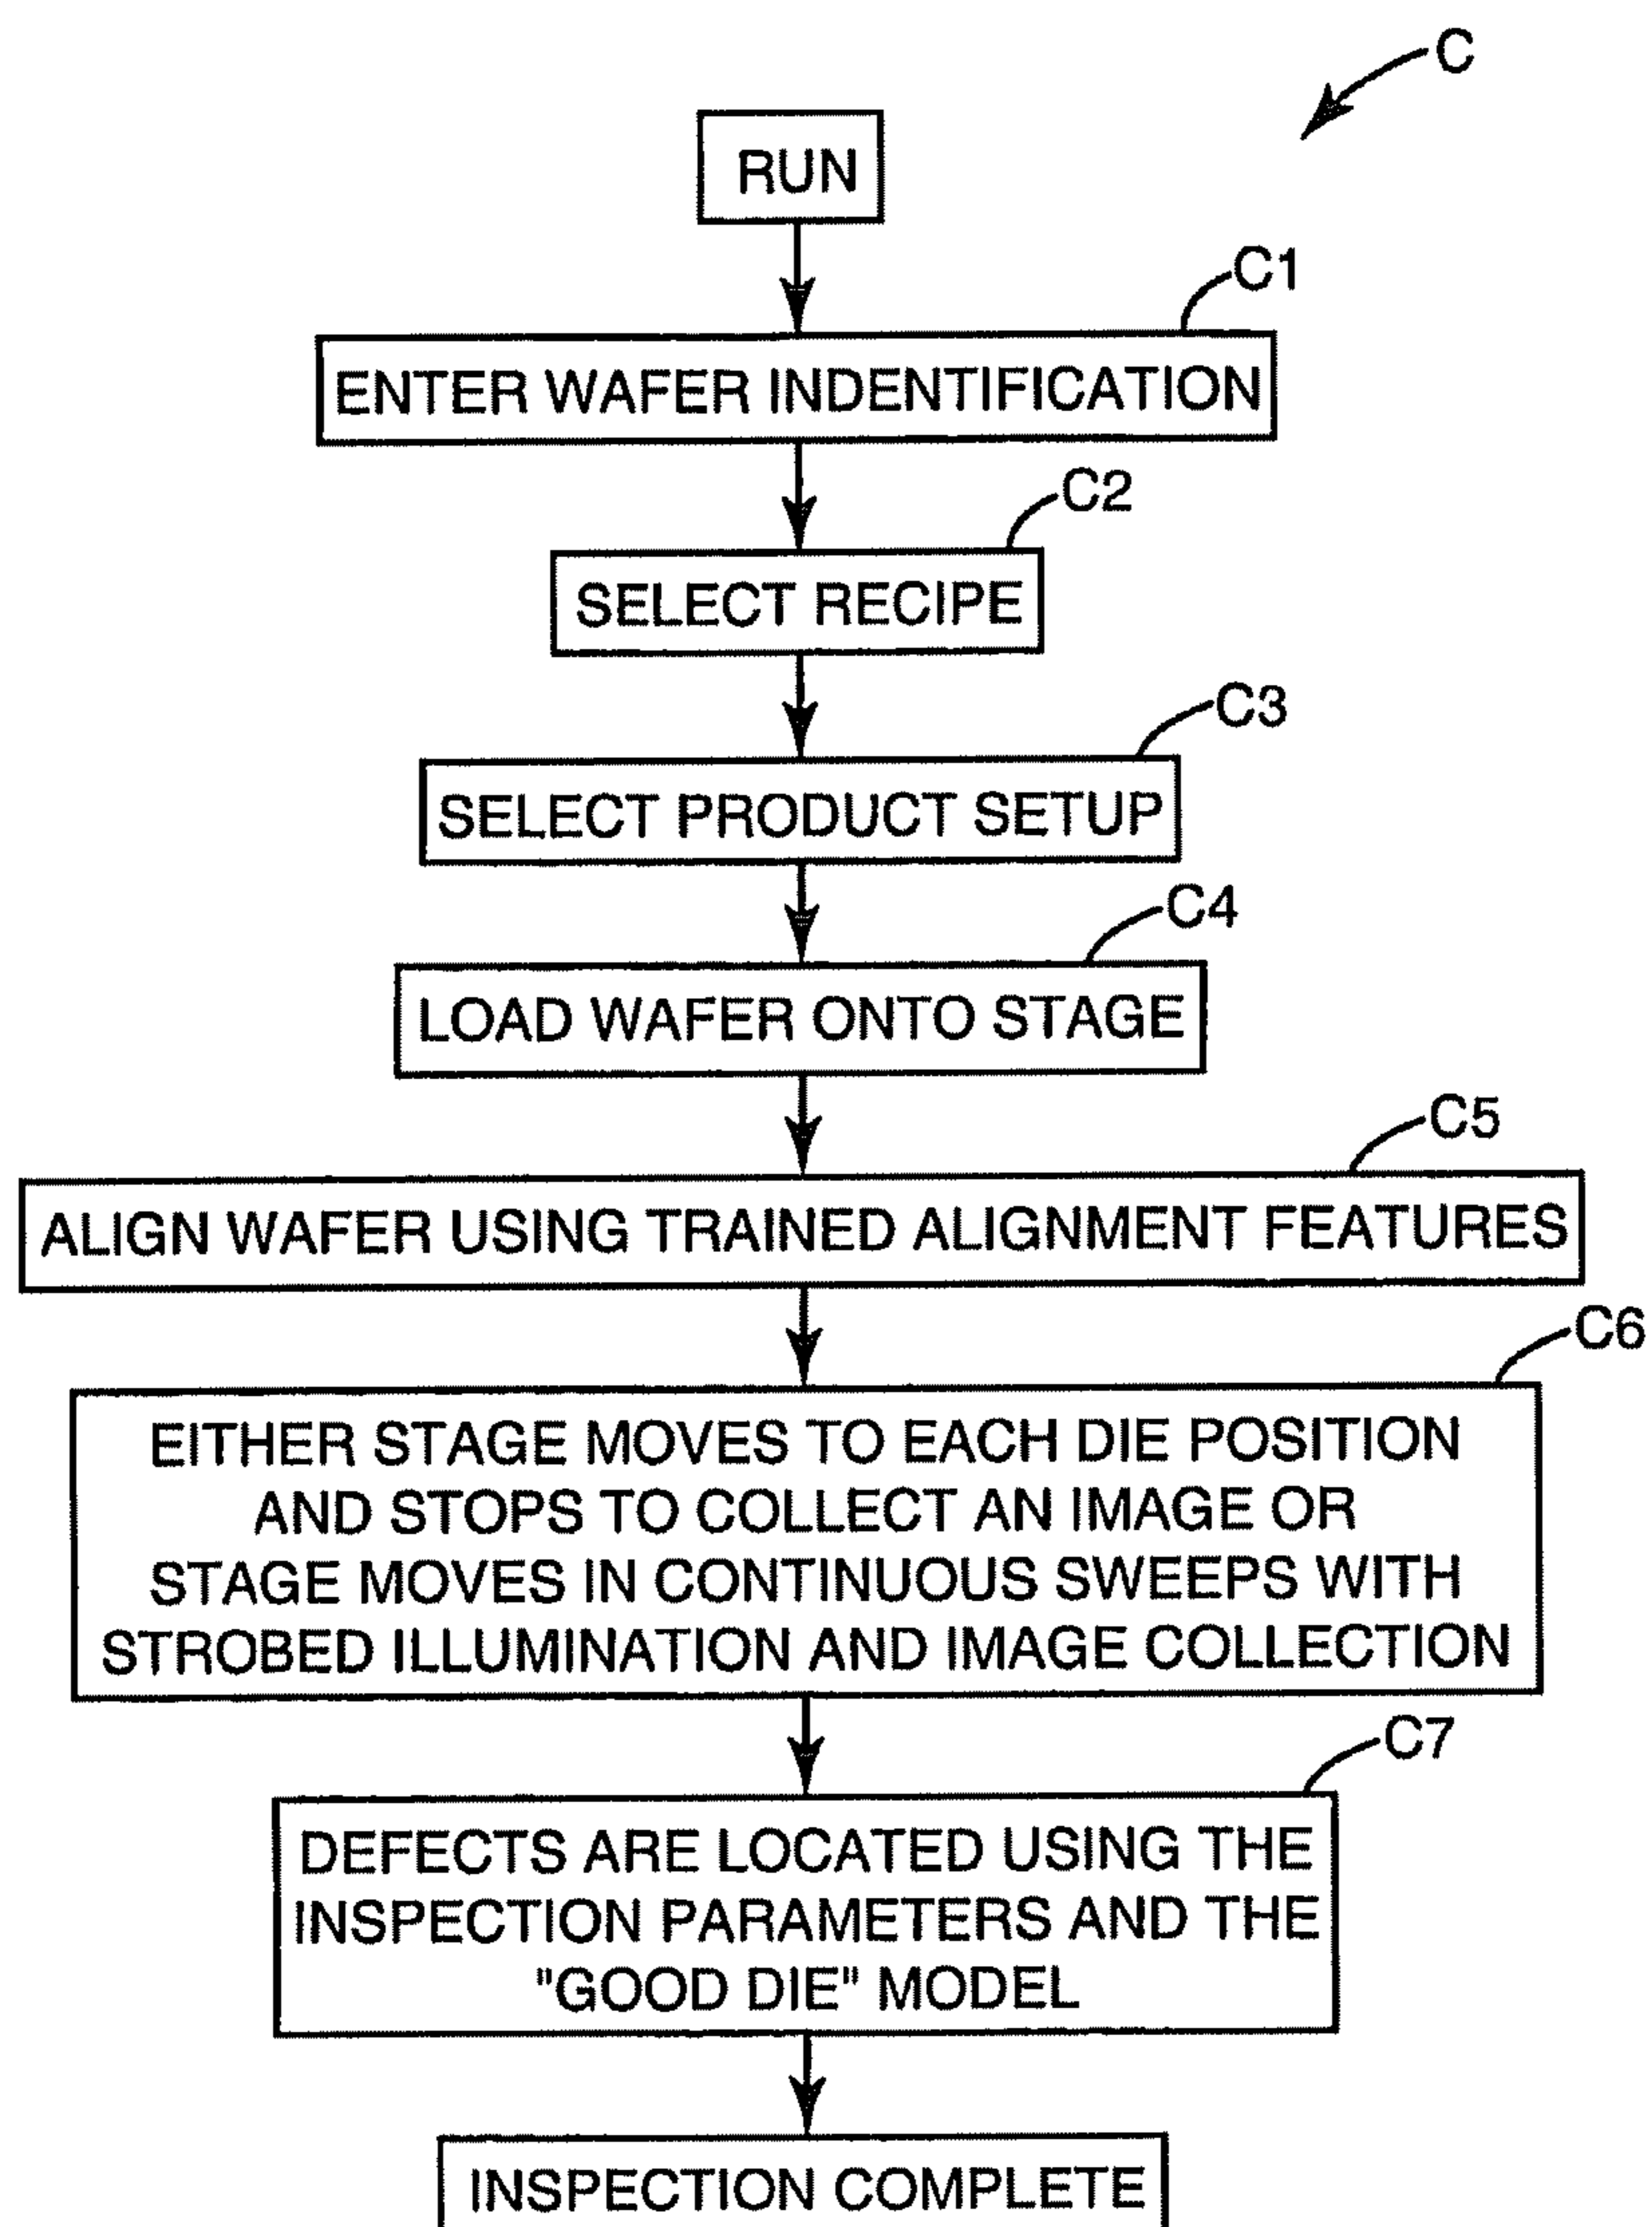 C
RUN
C1
ENTER WAFER INDENTIFICATION
C2
SELECT RECIPE
C3
SELECT PRODUCT SETUP
C4
LOAD WAFER ONTO STAGE
C5
ALIGN WAFER USING TRAINED ALIGNMENT FEATURES
C6
EITHER STAGE MOVES TO EACH DIE POSITION
AND STOPS TO COLLECT AN IMAGE OR
STAGE MOVES IN CONTINUOUS SWEEPS WITH
STROBED ILLUMINATION AND IMAGE COLLECTION
C7
DEFECTS ARE LOCATED USING THE
INSPECTION PARAMETERS AND THE
"GOOD DIE" MODEL
INSPECTION COMPLETE